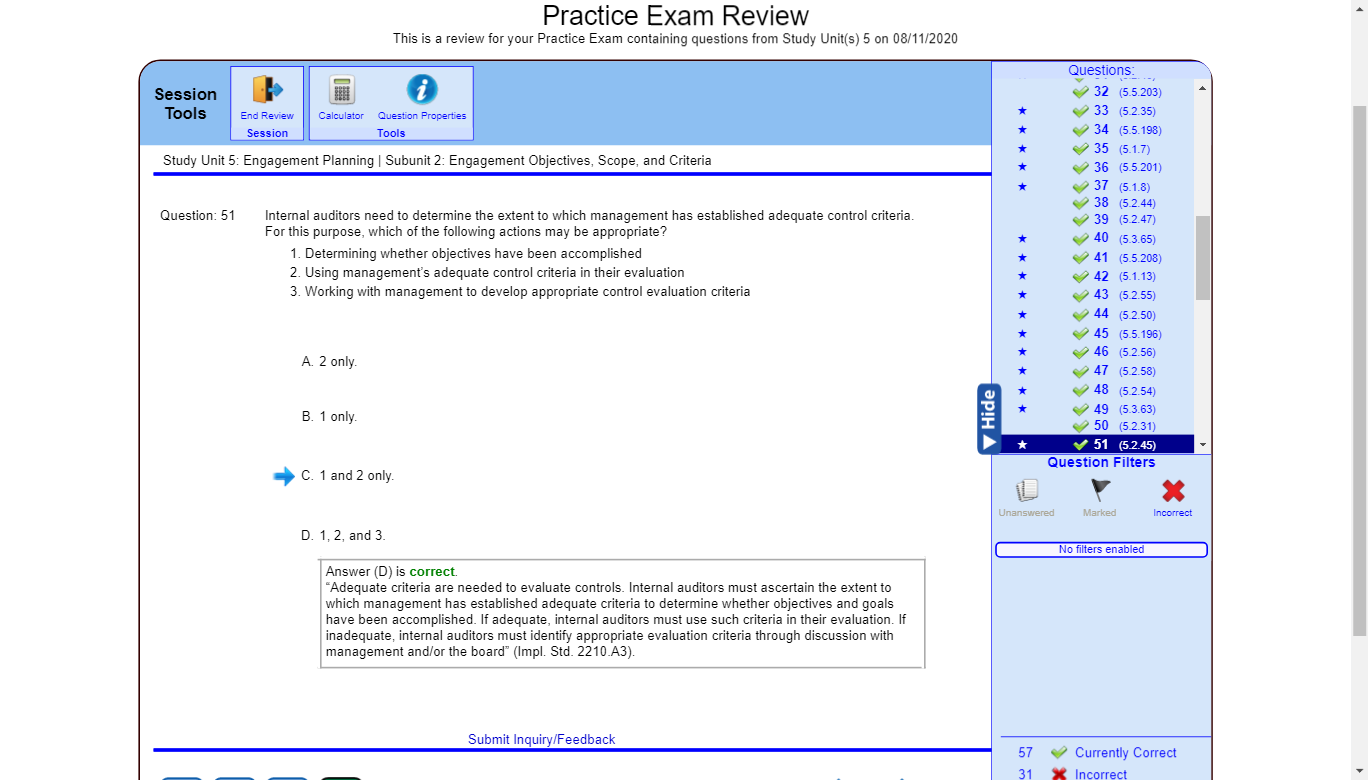 Practice Exam Review
This is a review for your Practice Exam containing questions from Study Unit(s) 5 on 08/11/2020
Session
Tools
End Review
Session
Calculator
Question Properties
Tools
Study Unit 5: Engagement Planning | Subunit 2: Engagement Objectives, Scope, and Criteria
Question: 51
Internal auditors need to determine the extent to which management has established adequate control criteria.
For this purpose, which of the following actions may be appropriate?
1. Determining whether objectives have been accomplished
2. Using management's adequate control criteria in their evaluation
3. Working with management to develop appropriate control evaluation criteria
A. 2 only.
B. 1 only.
C. 1 and 2 only.
D. 1, 2, and 3.
Answer (D) is correct.
“Adequate criteria are needed to evaluate controls. Internal auditors must ascertain the extent to
which management has established adequate criteria to determine whether objectives and goals
have been accomplished. If adequate, internal auditors must use such criteria in their evaluation. If
inadequate, internal auditors must identify appropriate evaluation criteria through discussion with
management and/or the board” (Impl. Std. 2210.A3).
Submit Inquiry/Feedback
Questions:
32 (5.5.203)
33 (5.2.35)
34 (5.5.198)
35 (5.1.7)
36 (5.5.201)
37 (5.1.8)
38 (5.2.44)
39 (5.2.47)
40 (5.3.65)
41 (5.5.208)
42 (5.1.13)
43 (5.2.55)
44 (5.2.50)
45 (5.5.196)
46 (5.2.56)
47 (5.2.58)
48 (5.2.54)
49 (5.3.63)
50 (5.2.31)
51 (5.2.45)
Hide
Question Filters
Unanswered
Marked
Incorrect
No filters enabled
57 Currently Correct
31 Incorrect